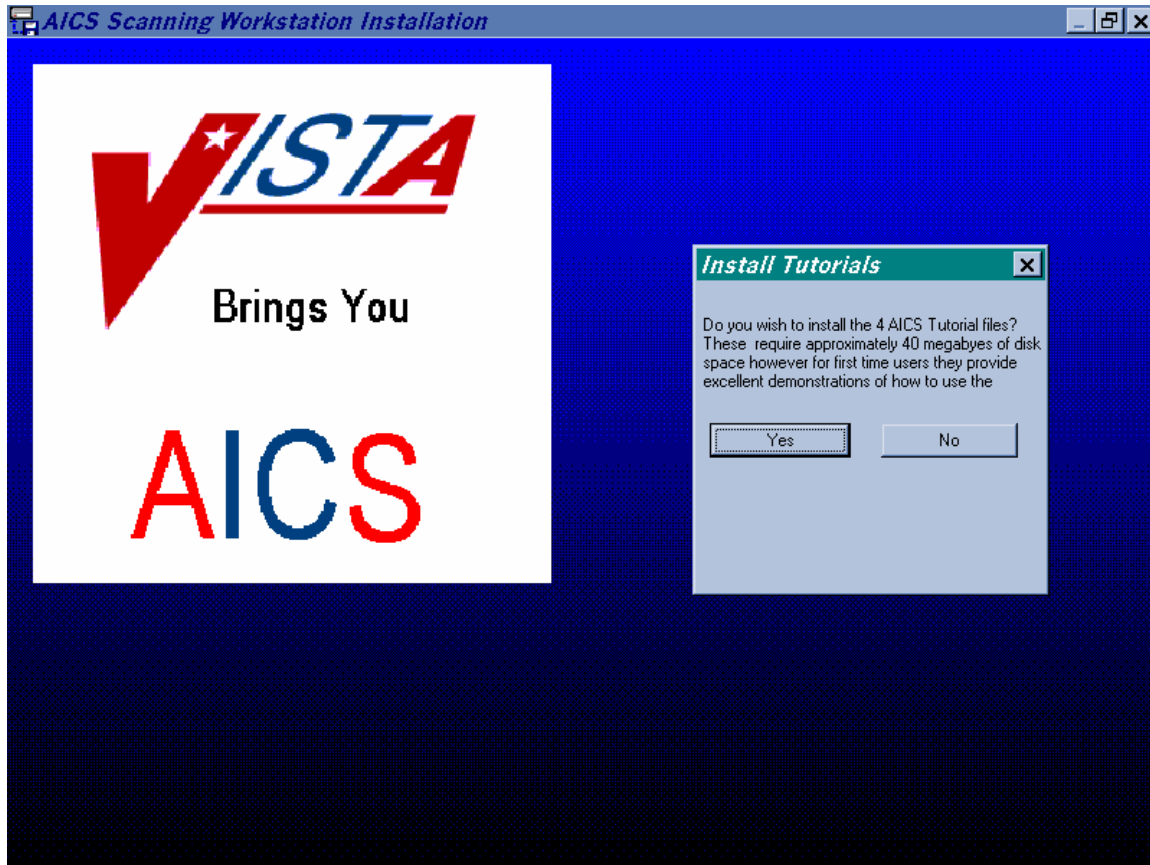 AICS Scanning Workstation Installation
VISTA
Brings You
AICS
Install Tutorials
Do you wish to install the 4 AICS Tutorial files?
These require approximately 40 megabyes of disk
space however for first time users they provide
excellent demonstrations of how to use the
Yes
No